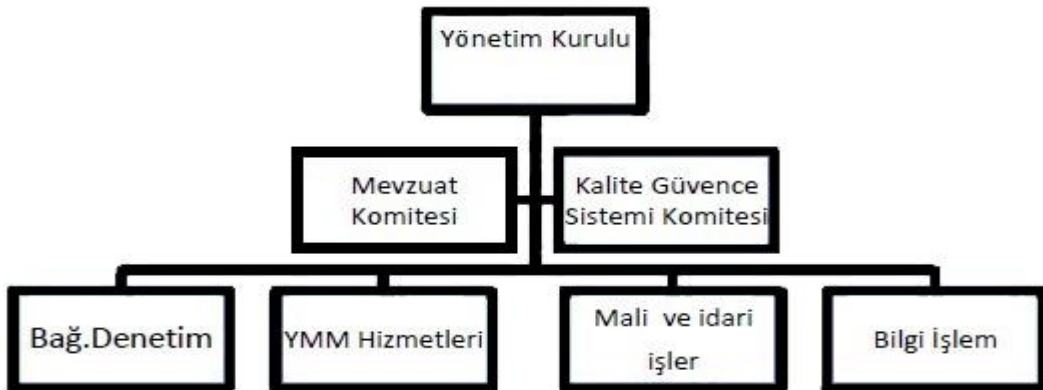 Yönetim Kurulu
Mevzuat
Komitesi
Kalite Güvence
Sistemi Komitesi
Bağ.Denetim
YMM Hizmetleri
Mali ve idari
işler
Bilgi İşlem